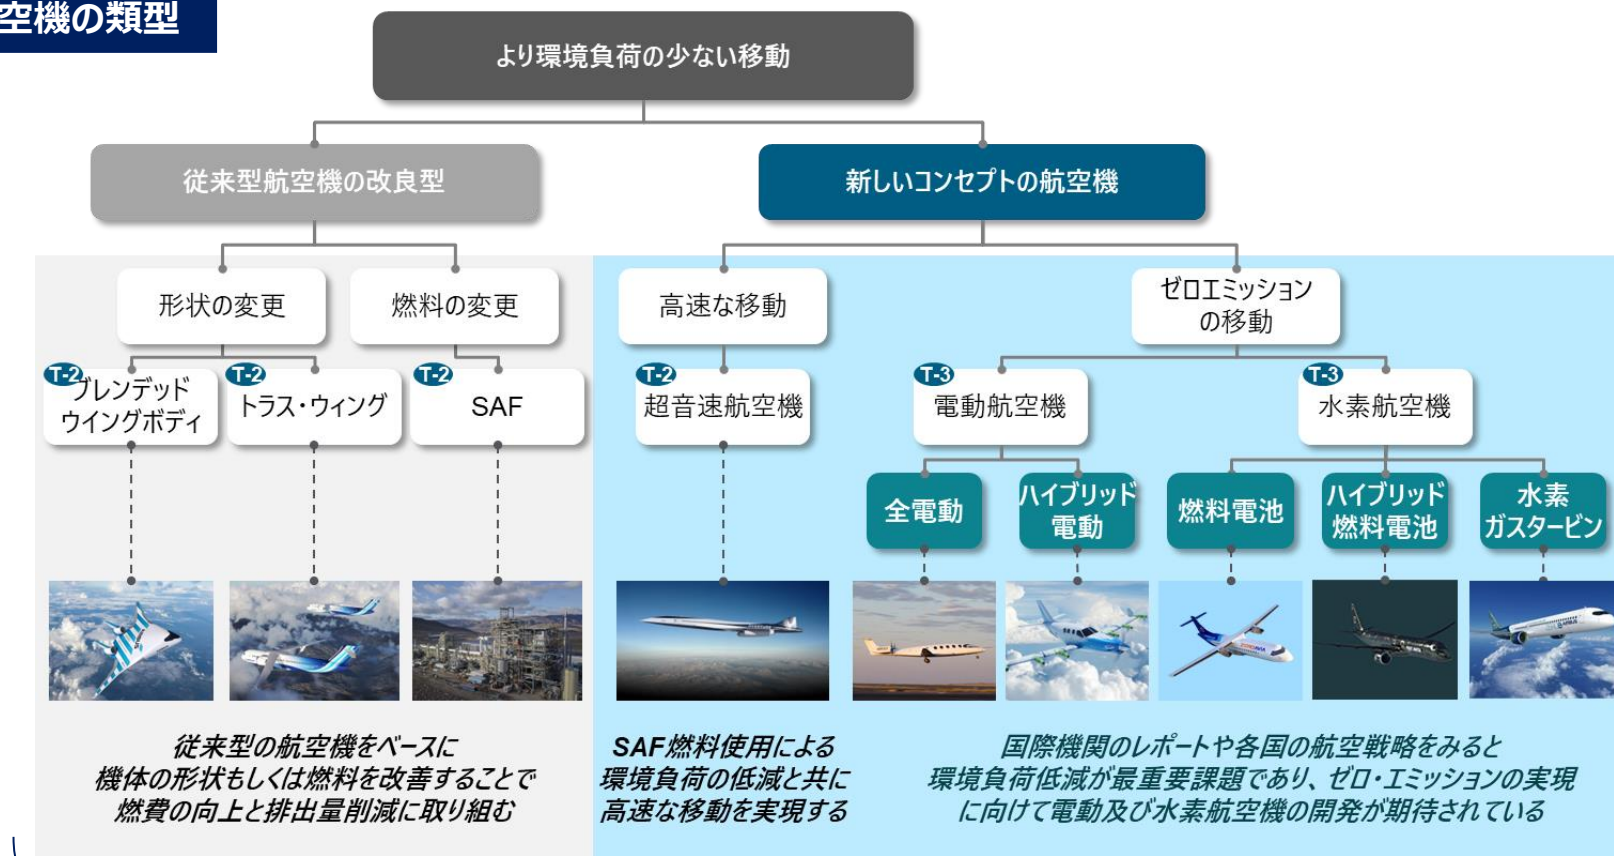 空機の類型
より環境負荷の少ない移動
従来型航空機の改良型
新しいコンセプトの航空機
形状の変更
燃料の変更
高速な移動
ゼロエミッション
の移動
T-2
ブレンデッド
ウイングボディ
T-2
トラス・ウィング
T-2
SAF
T-2
超音速航空機
T-3
電動航空機
T-3
水素航空機
全電動
ハイブリッド
電動
燃料電池
ハイブリッド
燃料電池
水素
ガスタービン
従来型の航空機をベースに
機体の形状もしくは燃料を改善することで
燃費の向上と排出量削減に取り組む
SAF燃料使用による
環境負荷の低減と共に
高速な移動を実現する
国際機関のレポートや各国の航空戦略をみると
環境負荷低減が最重要課題であり、ゼロ・エミッションの実現
に向けて電動及び水素航空機の開発が期待されている